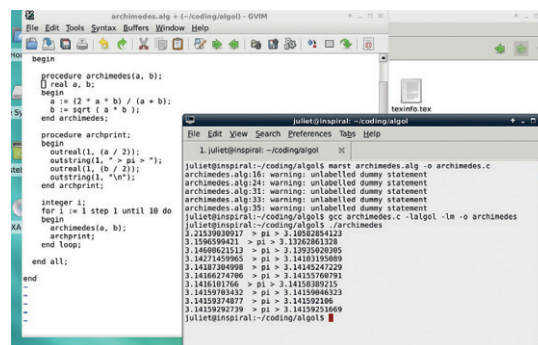 archimedes.alg + (~/coding/algol) - GVIM
File Edit Tools Syntax Buffers Window Help
begin
procedure archimedes(a, b);
real a, b;
begin
a := (2 * a * b) / (a + b);
b := sqrt ( a * b );
end archimedes;
procedure archprint;
begin
outreal(1, (a / 2));
outstring(1, " > pi > ");
outreal(1, (b / 2));
outstring(1, "\n");
end archprint;
integer i;
for i := 1 step 1 until 10 do
begin
archimedes(a, b);
archprint;
end loop;
end all;
end
~
~
~
~
~
texinfo.tex
juliet@inspiral: ~/coding/algol
File Edit View Search Preferences Tabs Help
1. juliet@inspiral: ~/coding/algol
juliet@inspiral:~/coding/algol$ marst archimedes.alg -o archimedes.c
archimedes.alg:16: warning: unlabelled dummy statement
archimedes.alg:24: warning: unlabelled dummy statement
archimedes.alg:31: warning: unlabelled dummy statement
archimedes.alg:33: warning: unlabelled dummy statement
archimedes.alg:35: warning: unlabelled dummy statement
juliet@inspiral:~/coding/algol$ gcc archimedes.c -lalgol -lm -o archimedes
juliet@inspiral:~/coding/algol$ ./archimedes
3.21539030917 > pi > 3.10582854123
3.1596599421 > pi > 3.13262861328
3.14608621513 > pi > 3.13935020305
3.14271459965 > pi > 3.14103195089
3.14187304998 > pi > 3.14145247229
3.14166274706 > pi > 3.14155760791
3.1416101766 > pi > 3.14158389215
3.14159703432 > pi > 3.14159046323
3.14159374877 > pi > 3.141592106
3.14159292739 > pi > 3.14159251669
juliet@inspiral:~/coding/algol$